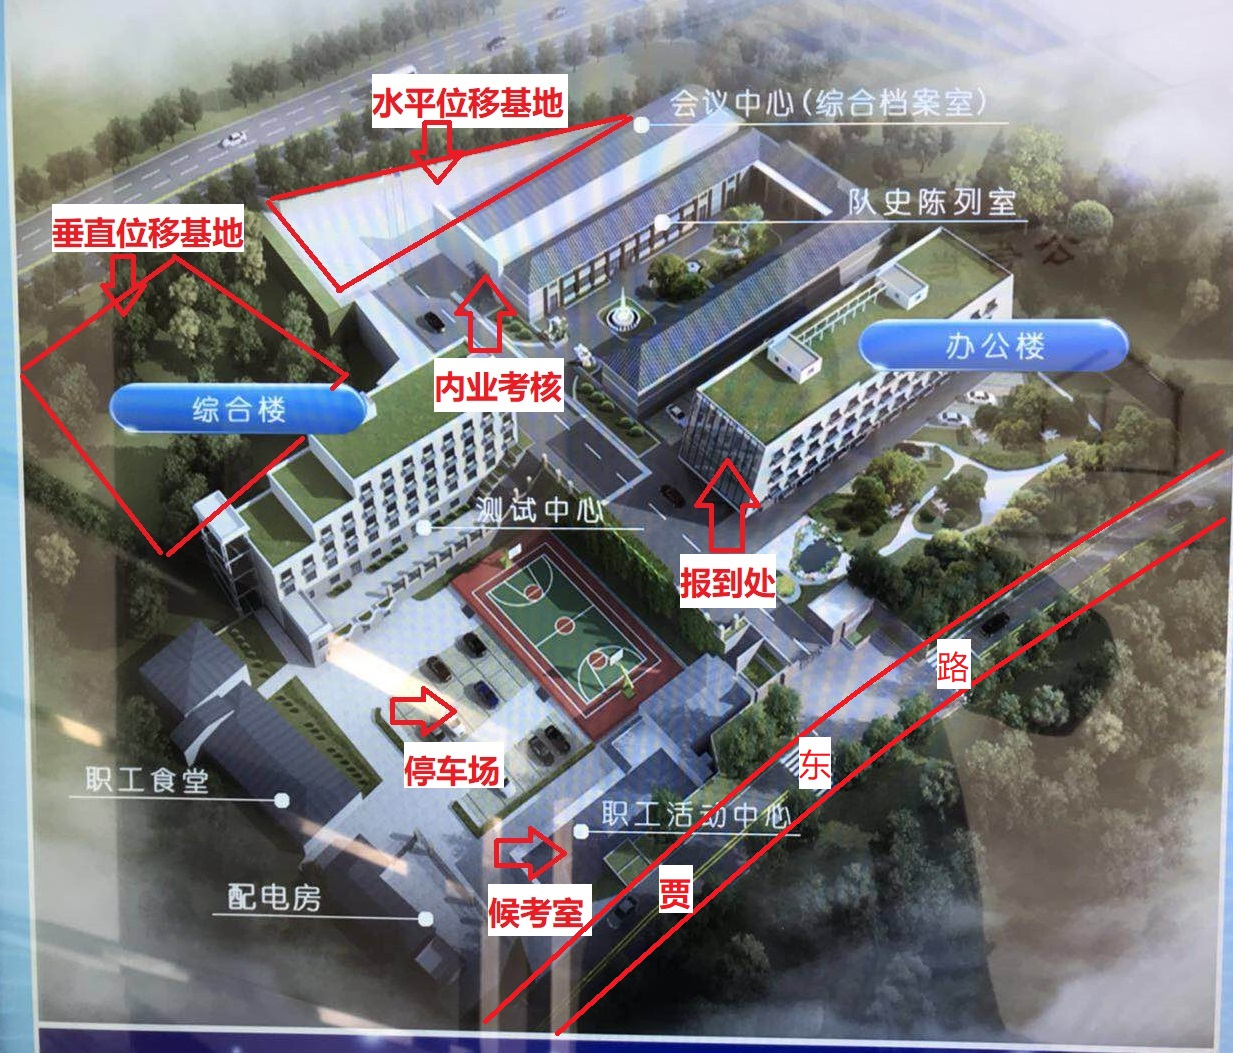 水平位移基地
会议中心(综合档案室)
队史陈列室
垂直位移基地
办公楼
内业考核
综合楼
测试中心
报到处
路
东
停车场
职工食堂
职工活动中心
贾
配电房
候考室